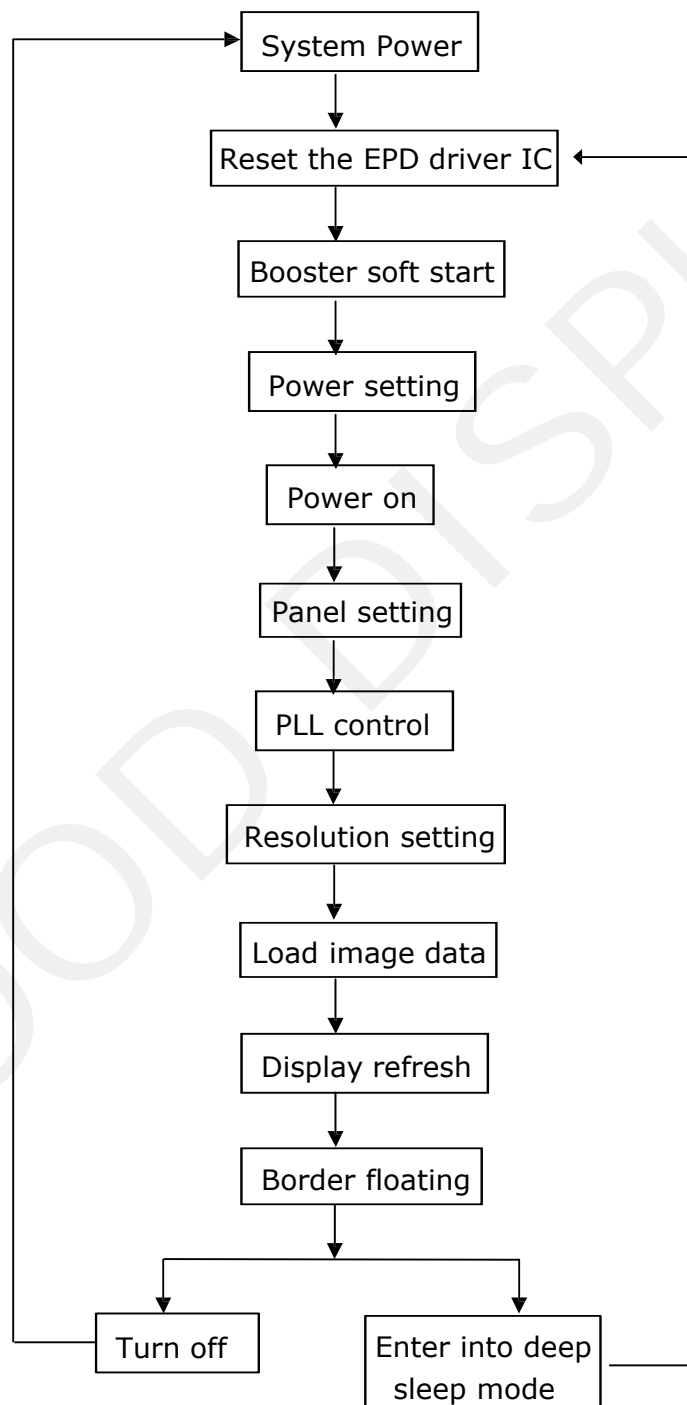 System Power
Reset the EPD driver IC
Booster soft start
Power setting
Power on
Panel setting
PLL control
Resolution setting
Load image data
Display refresh
Border floating
Turn off
Enter into deep
sleep mode